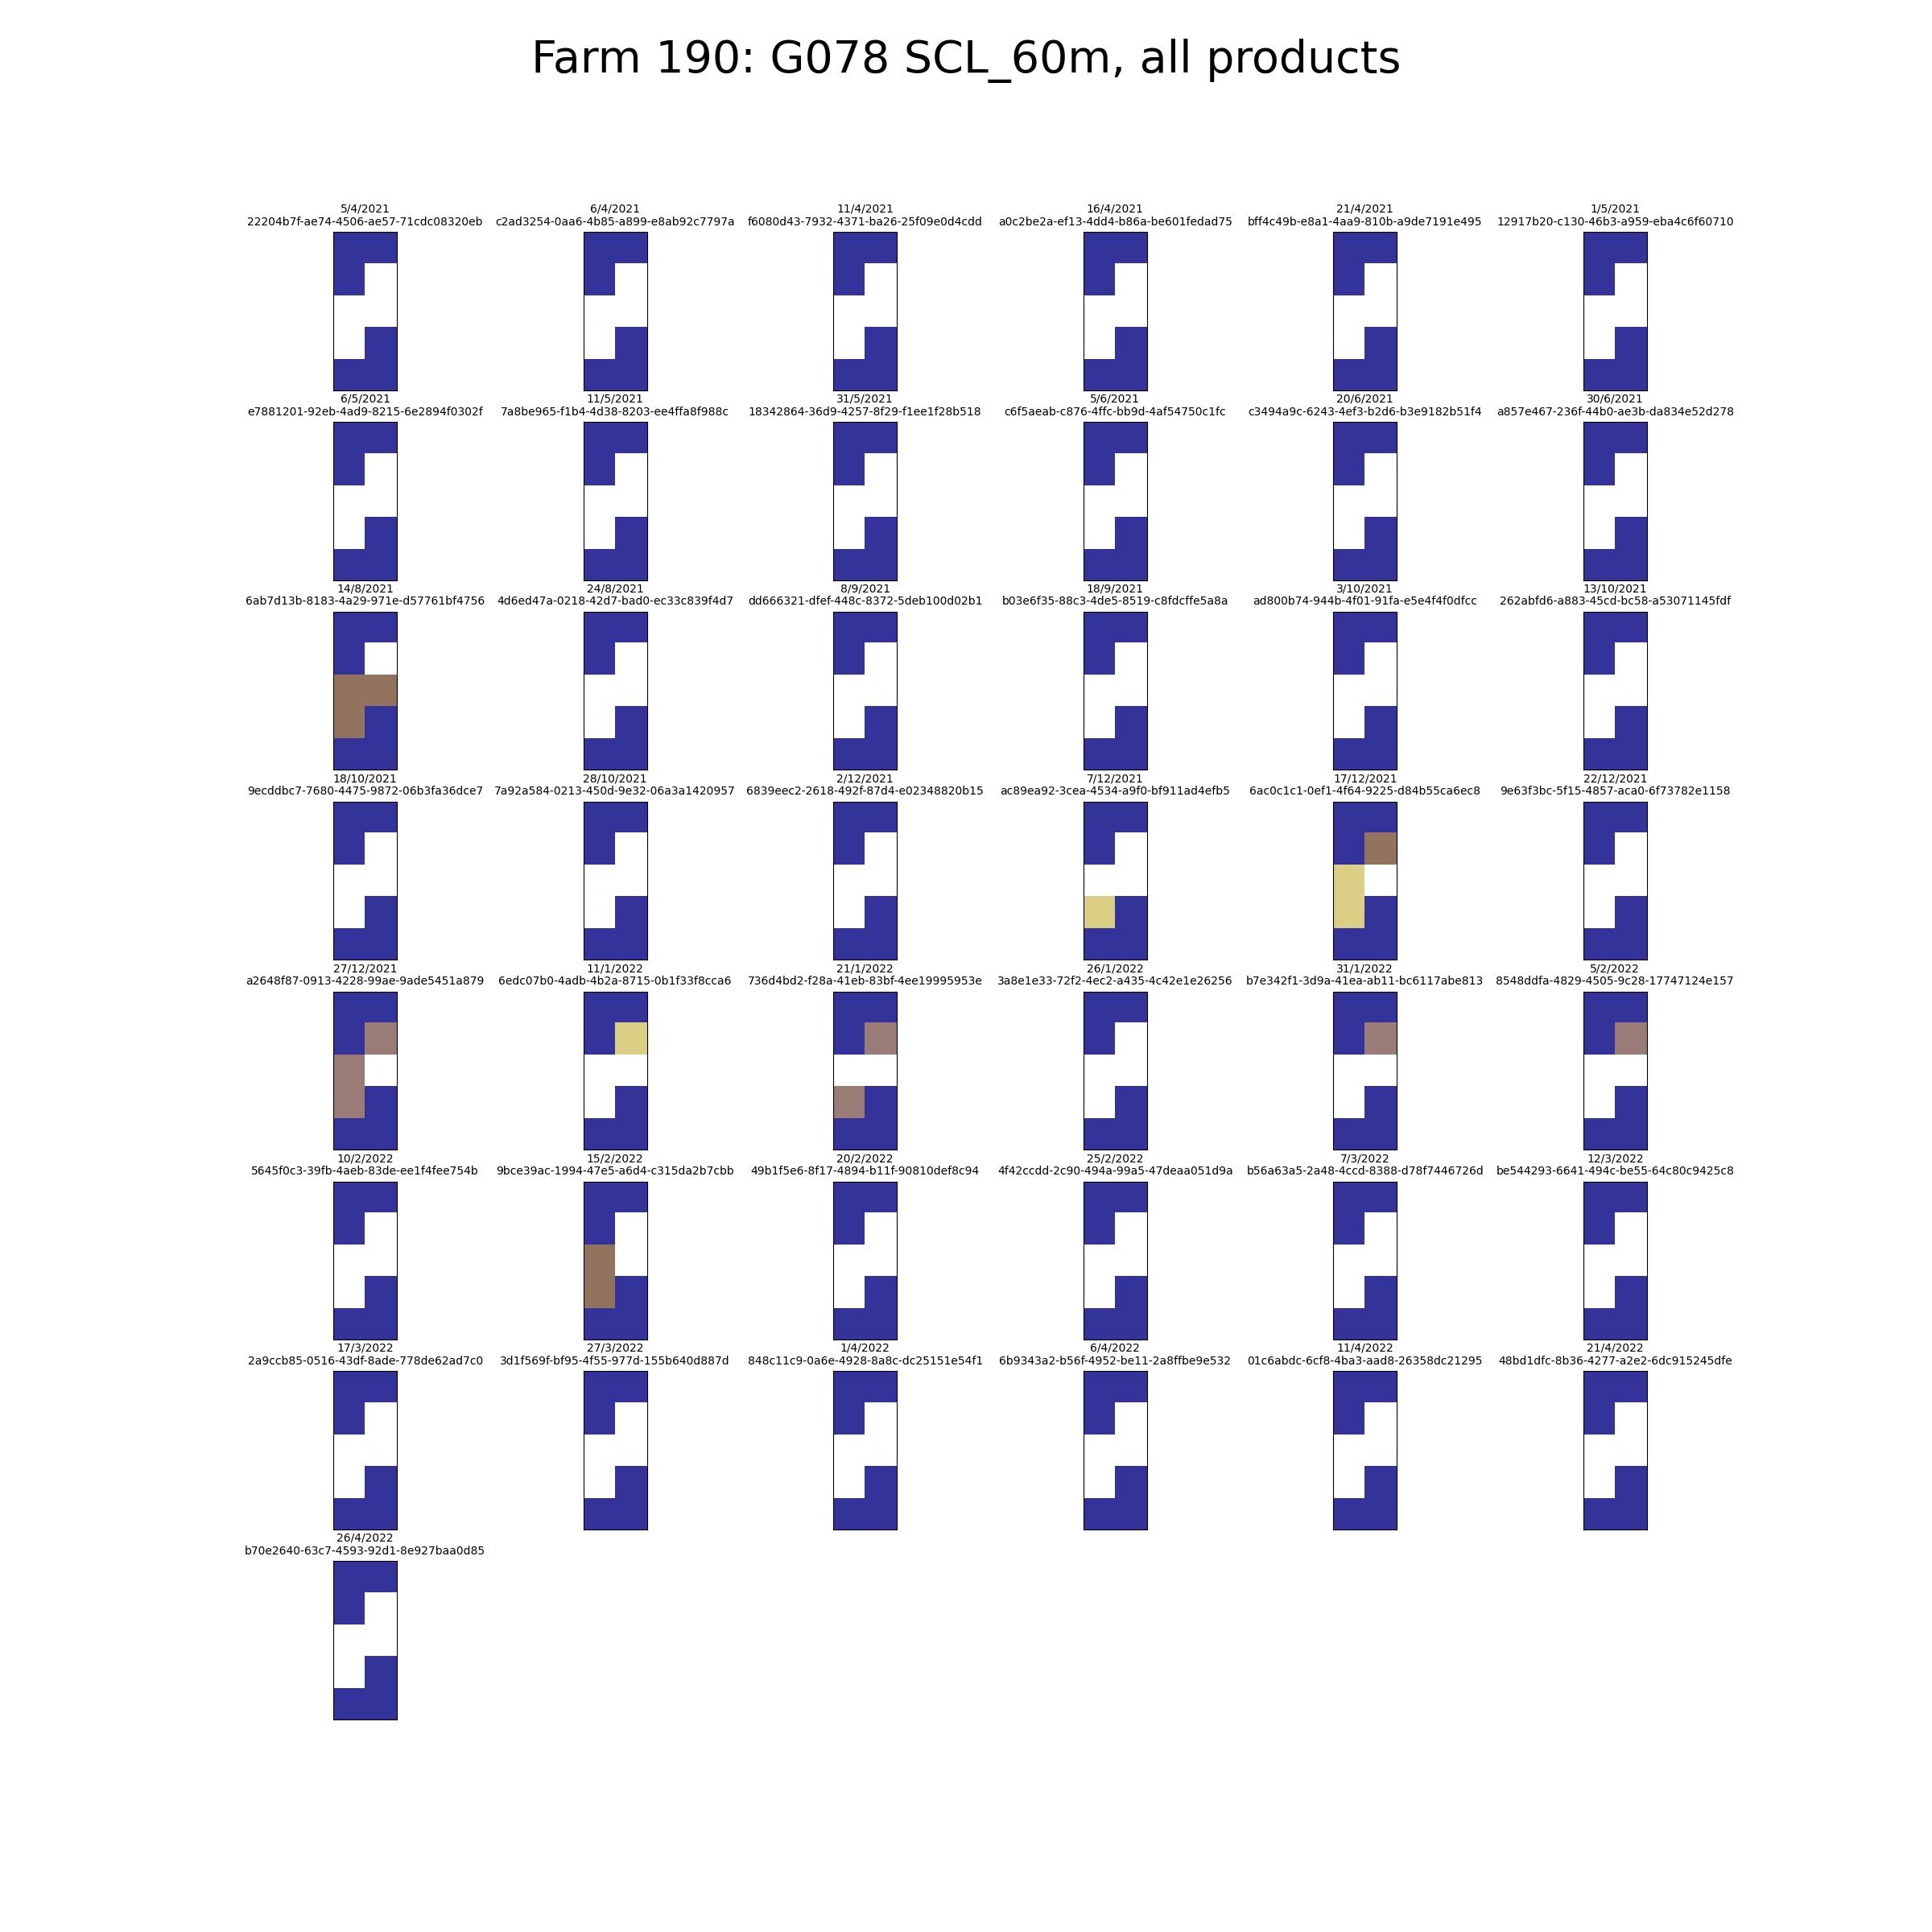 Farm 190: G078 SCL_60m, all products
5/4/2021
22204b7f-ae74-4506-ae57-71cdc08320eb
6/4/2021
c2ad3254-0aa6-4b85-a899-e8ab92c7797a
11/4/2021
f6080d43-7932-4371-ba26-25f09e0d4cdd
16/4/2021
a0c2be2a-ef13-4dd4-b86a-be601fedad75
21/4/2021
bff4c49b-e8a1-4aa9-810b-a9de7191e495
1/5/2021
12917b20-c130-46b3-a959-eba4c6f60710
6/5/2021
e7881201-92eb-4ad9-8215-6e2894f0302f
11/5/2021
7a8be965-f1b4-4d38-8203-ee4ffa8f988c
31/5/2021
18342864-36d9-4257-8f29-f1ee1f28b518
5/6/2021
c6f5aeab-c876-4ffc-bb9d-4af54750c1fc
20/6/2021
c3494a9c-6243-4ef3-b2d6-b3e9182b51f4
30/6/2021
a857e467-236f-44b0-ae3b-da834e52d278
14/8/2021
6ab7d13b-8183-4a29-971e-d57761bf4756
24/8/2021
4d6ed47a-0218-42d7-bad0-ec33c839f4d7
8/9/2021
dd666321-dfef-448c-8372-5deb100d02b1
18/9/2021
b03e6f35-88c3-4de5-8519-c8fdcffe5a8a
3/10/2021
ad800b74-944b-4f01-91fa-e5e4f4f0dfcc
13/10/2021
262abfd6-a883-45cd-bc58-a53071145fdf
18/10/2021
9ecddbc7-7680-4475-9872-06b3fa36dce7
28/10/2021
7a92a584-0213-450d-9e32-06a3a1420957
2/12/2021
6839eec2-2618-492f-87d4-e02348820b15
7/12/2021
ac89ea92-3cea-4534-a9f0-bf911ad4efb5
17/12/2021
6ac0c1c1-0ef1-4f64-9225-d84b55ca6ec8
22/12/2021
9e63f3bc-5f15-4857-aca0-6f73782e1158
27/12/2021
a2648f87-0913-4228-99ae-9ade5451a879
11/1/2022
6edc07b0-4adb-4b2a-8715-0b1f33f8cca6
21/1/2022
736d4bd2-f28a-41eb-83bf-4ee19995953e
26/1/2022
3a8e1e33-72f2-4ec2-a435-4c42e1e26256
31/1/2022
b7e342f1-3d9a-41ea-ab11-bc6117abe813
5/2/2022
8548ddfa-4829-4505-9c28-17747124e157
10/2/2022
5645f0c3-39fb-4aeb-83de-ee1f4fee754b
15/2/2022
9bce39ac-1994-47e5-a6d4-c315da2b7cbb
20/2/2022
49b1f5e6-8f17-4894-b11f-90810def8c94
25/2/2022
4f42ccdd-2c90-494a-99a5-47deaa051d9a
7/3/2022
b56a63a5-2a48-4ccd-8388-d78f7446726d
12/3/2022
be544293-6641-494c-be55-64c80c9425c8
17/3/2022
2a9ccb85-0516-43df-8ade-778de62ad7c0
27/3/2022
3d1f569f-bf95-4f55-977d-155b640d887d
1/4/2022
848c11c9-0a6e-4928-8a8c-dc25151e54f1
6/4/2022
6b9343a2-b56f-4952-be11-2a8ffbe9e532
11/4/2022
01c6abdc-6cf8-4ba3-aad8-26358dc21295
21/4/2022
48bd1dfc-8b36-4277-a2e2-6dc915245dfe
26/4/2022
b70e2640-63c7-4593-92d1-8e927baa0d85